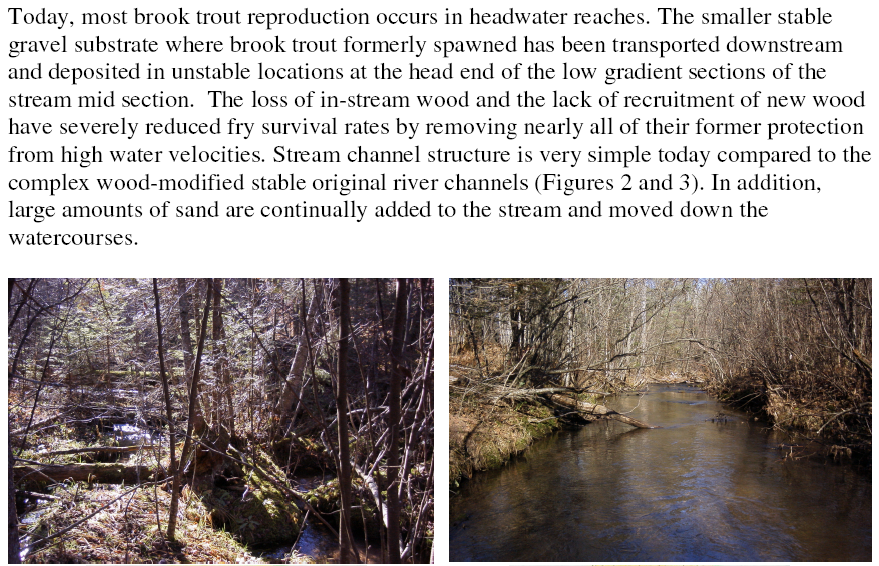 Today, most brook trout reproduction occurs in headwater reaches. The smaller stable
gravel substrate where brook trout formerly spawned has been transported downstream
and deposited in unstable locations at the head end of the low gradient sections of the
stream mid section.  The loss of in-stream wood and the lack of recruitment of new wood
have severely reduced fry survival rates by removing nearly all of their former protection
from high water velocities. Stream channel structure is very simple today compared to the
complex wood-modified stable original river channels (Figures 2 and 3). In addition,
large amounts of sand are continually added to the stream and moved down the
watercourses.